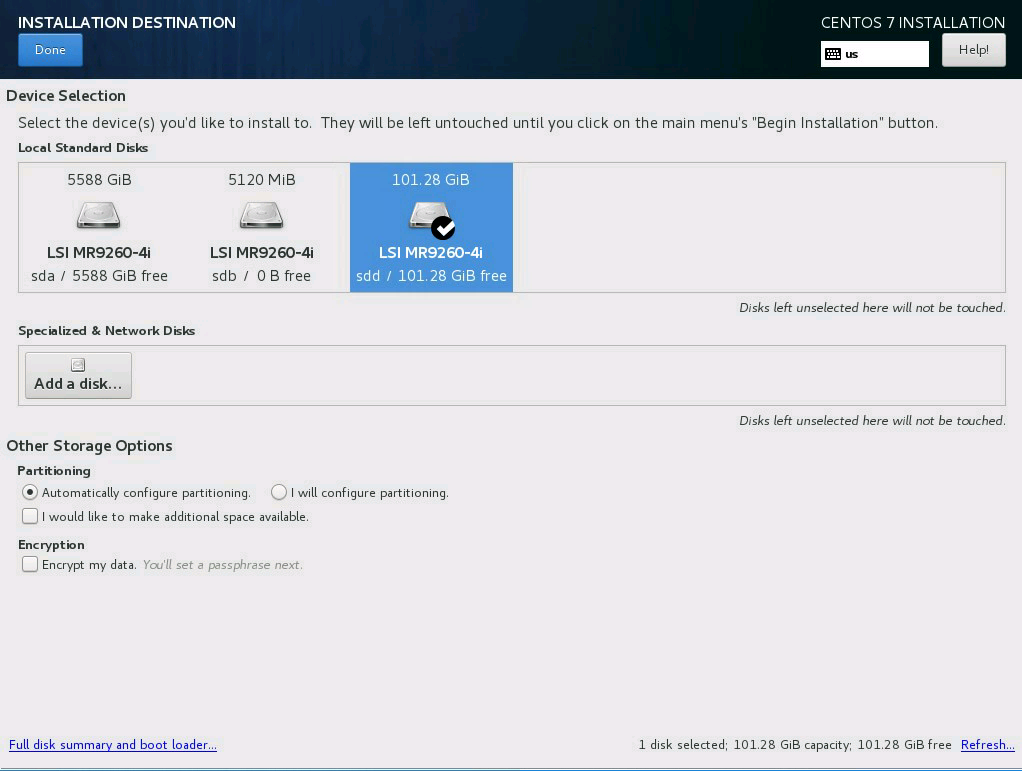 INSTALLATION DESTINATION
CENTOS 7 INSTALLATION
Done
us
Help!
Device Selection
Select the device(s) you'd like to install to. They will be left untouched until you click on the main menu's "Begin Installation" button.
Local Standard Disks
5588 GiB
LSI MR9260-4i
sda / 5588 GiB free
5120 MiB
LSI MR9260-4i
sdb / 0 B free
101.28 GiB
LSI MR9260-4i
sdd / 101.28 GiB free
Disks left unselected here will not be touched.
Specialized & Network Disks
Add a disk...
Disks left unselected here will not be touched.
Other Storage Options
Partitioning
Automatically configure partitioning.
I will configure partitioning.
I would like to make additional space available.
Encryption
Encrypt my data. You'll set a passphrase next.
Full disk summary and boot loader...
1 disk selected; 101.28 GiB capacity; 101.28 GiB free Refresh...